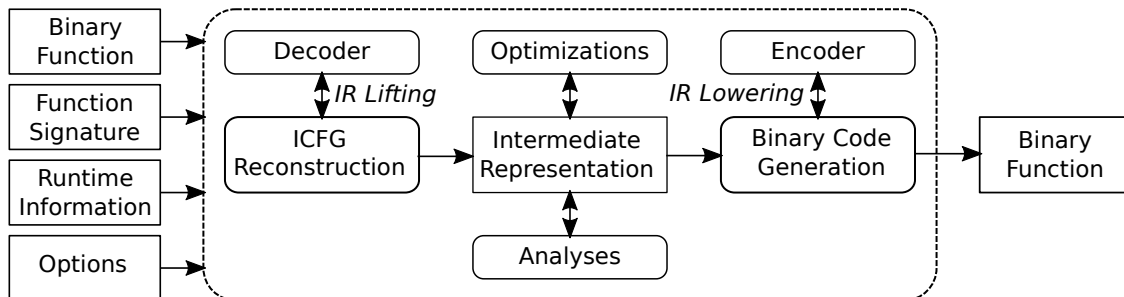 Binary
Function
Function
Signature
Runtime
Information
Options
Decoder
IR Lifting
ICFG
Reconstruction
Optimizations
Intermediate
Representation
Analyses
Encoder
IR Lowering
Binary Code
Generation
Binary
Function